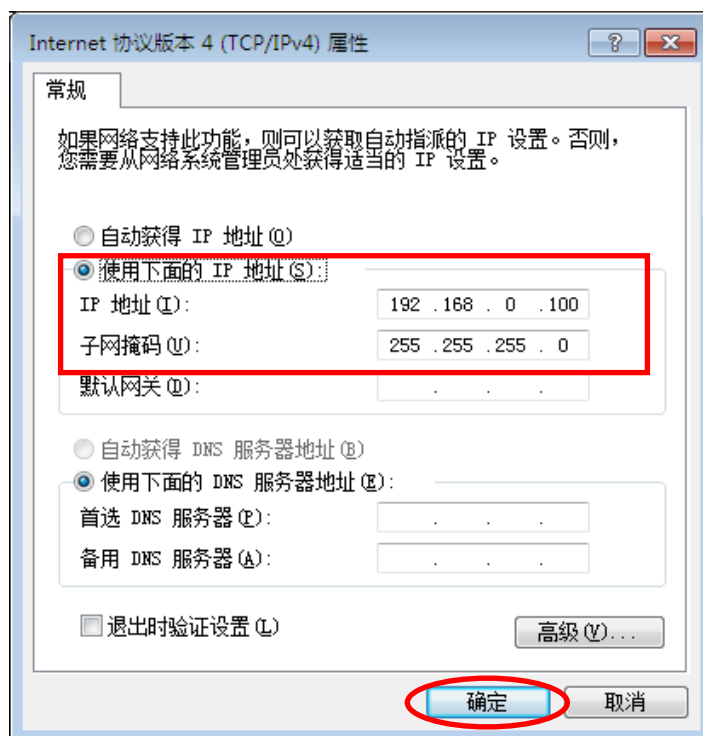 Internet 协议版本 4 (TCP/IPv4) 属性
常规
如果网络支持此功能，则可以获取自动指派的 IP 设置。否则，
您需要从网络系统管理员处获得适当的 IP 设置。
自动获得 IP 地址(O)
使用下面的 IP 地址(S):
IP 地址(I): 192 .168 . 0 .100
子网掩码(U): 255 .255 .255 . 0
默认网关(D): . . .
自动获得 DNS 服务器地址(B)
使用下面的 DNS 服务器地址(E):
首选 DNS 服务器(P): . . .
备用 DNS 服务器(A): . . .
退出时验证设置(L)
高级(V)...
确定 取消